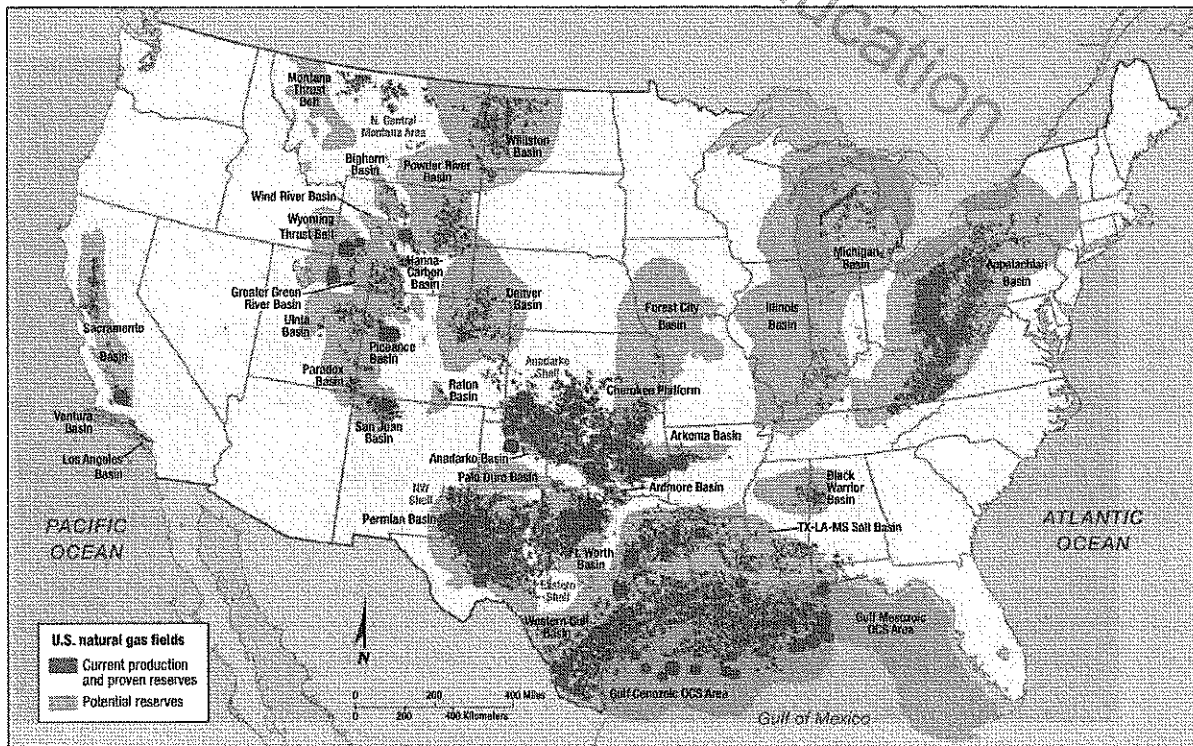 ucation
Montana
Thrust
Belt
N. Central
Montana Area
Williston
Basin
Bighorn
Basin
Powder River
Basin
Wind River Basin
Wyoming
Thrust Belt
Hanna-
Carbon
Basin
Greater Green
River Basin
Uinta
Basin
Piceance
Basin
Paradox
Basin
Denver
Basin
Forest City
Basin
Illinois
Basin
Michigan
Basin
Appalachian
Basin
Sacramento
Basin
Ventura
Basin
Los Angeles
Basin
San Juan
Basin
Raton
Basin
Anadarko
Shelf
Cherokee Platform
Arkoma Basin
Anadarko Basin
Palo Duro Basin
Ardmore Basin
NW
Shelf
Permian Basin
Black
Warrior
Basin
TX-LA-MS Salt Basin
Ft. Worth
Basin
Eastern
Shelf
Western Gulf
Basin
Gulf Mesozoic
OCS Area
Gulf Cenozoic OCS Area
PACIFIC
OCEAN
ATLANTIC
OCEAN
Gulf of Mexico
U.S. natural gas fields
Current production
and proven reserves
Potential reserves
N
0 200 400 Miles
0 200 400 Kilometers